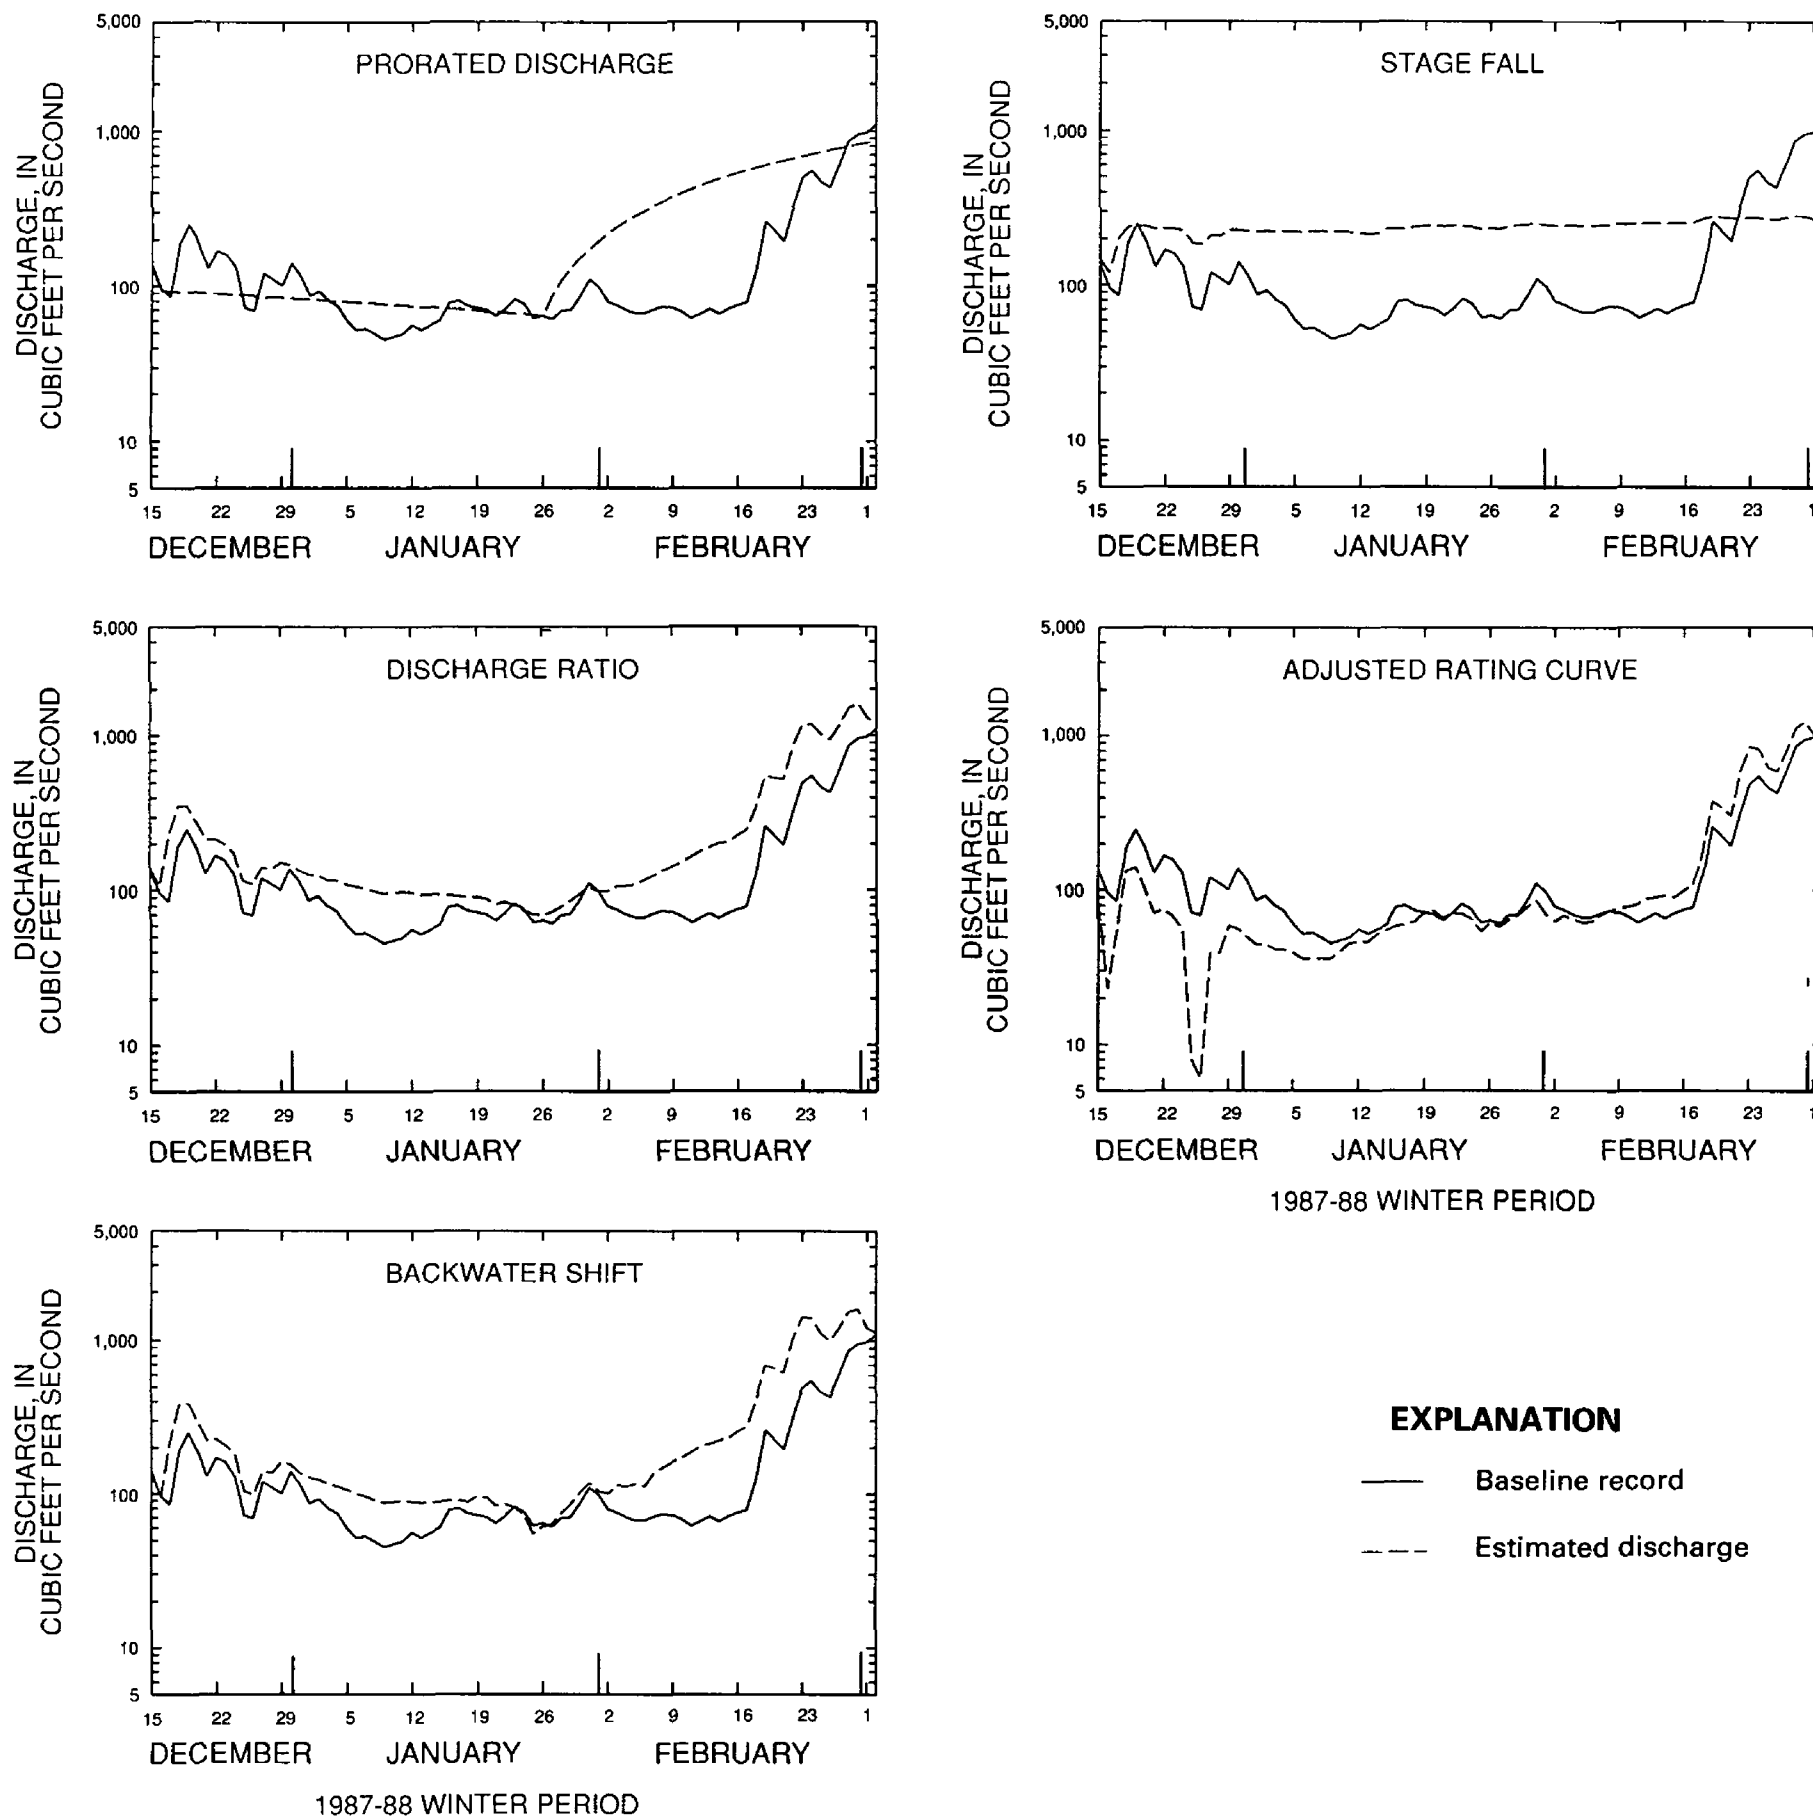 PRORATED DISCHARGE
DISCHARGE, IN
CUBIC FEET PER SECOND
5,000
1,000
100
10
5
15 22 29 5 12 19 26 2 9 16 23 1
DECEMBER JANUARY FEBRUARY
STAGE FALL
DISCHARGE, IN
CUBIC FEET PER SECOND
5,000
1,000
100
10
5
15 22 29 5 12 19 26 2 9 16 23 1
DECEMBER JANUARY FEBRUARY
DISCHARGE RATIO
DISCHARGE, IN
CUBIC FEET PER SECOND
5,000
1,000
100
10
5
15 22 29 5 12 19 26 2 9 16 23 1
DECEMBER JANUARY FEBRUARY
ADJUSTED RATING CURVE
DISCHARGE, IN
CUBIC FEET PER SECOND
5,000
1,000
100
10
5
15 22 29 5 12 19 26 2 9 16 23 1
DECEMBER JANUARY FEBRUARY
1987-88 WINTER PERIOD
BACKWATER SHIFT
DISCHARGE, IN
CUBIC FEET PER SECOND
5,000
1,000
100
10
5
15 22 29 5 12 19 26 2 9 16 23 1
DECEMBER JANUARY FEBRUARY
1987-88 WINTER PERIOD
EXPLANATION
Baseline record
Estimated discharge